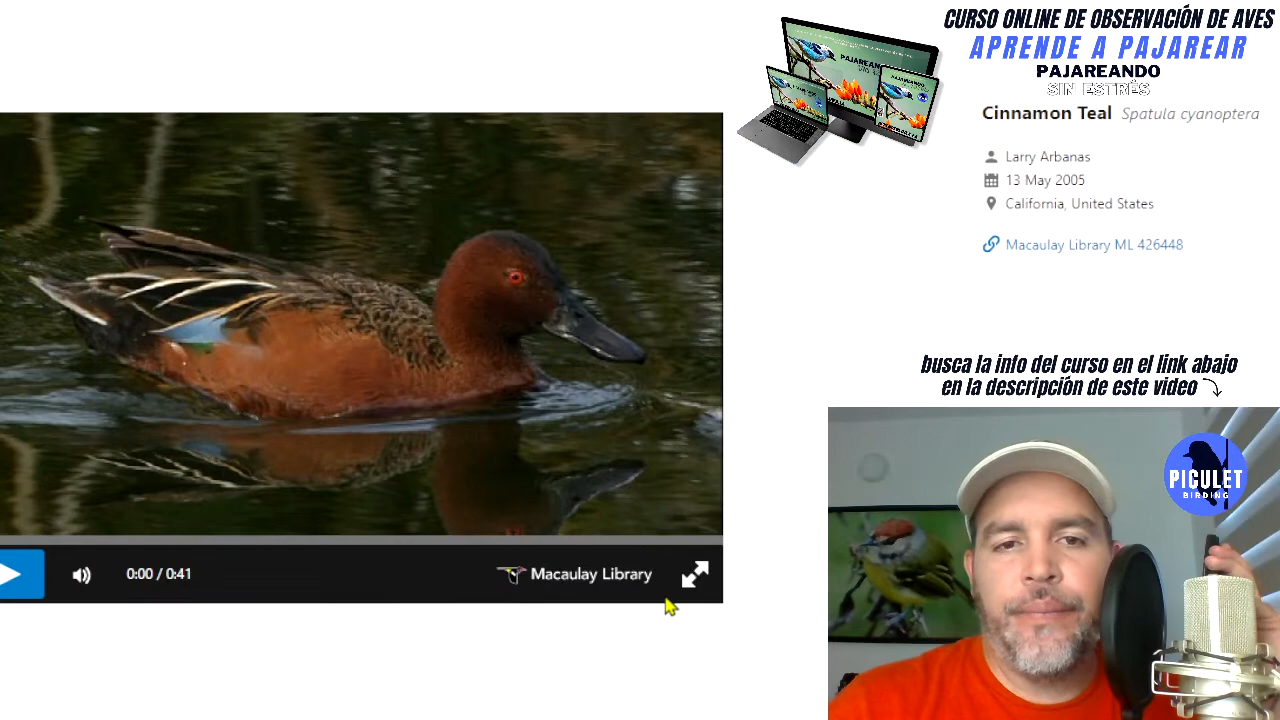 CURSO ONLINE DE OBSERVACIÓN DE AVES
APRENDE A PAJAREAR
PAJAREANDO
SIN ESTRÉS
Cinnamon Teal Spatula cyanoptera
Larry Arbanas
13 May 2005
California, United States
Macaulay Library ML 426448
0:00 / 0:41
Macaulay Library
busca la info del curso en el link abajo
en la descripción de este video
PICULET
BIRDING